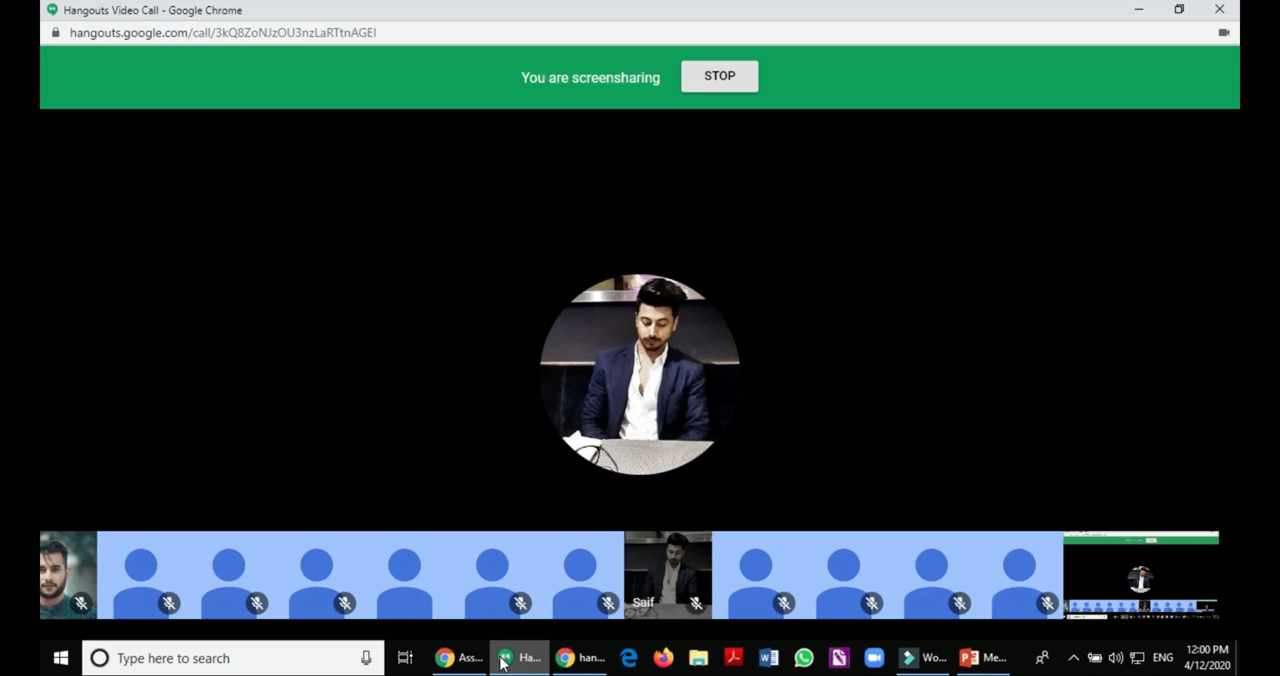 Hangouts Video Call - Google Chrome
hangouts.google.com/call/3kQ8ZoNJzOU3nzLaRTtnAGEI
You are screensharing STOP
Saif
Type here to search Ass... Ha... han... Wo... Me... ENG 12:00 PM
4/12/2020